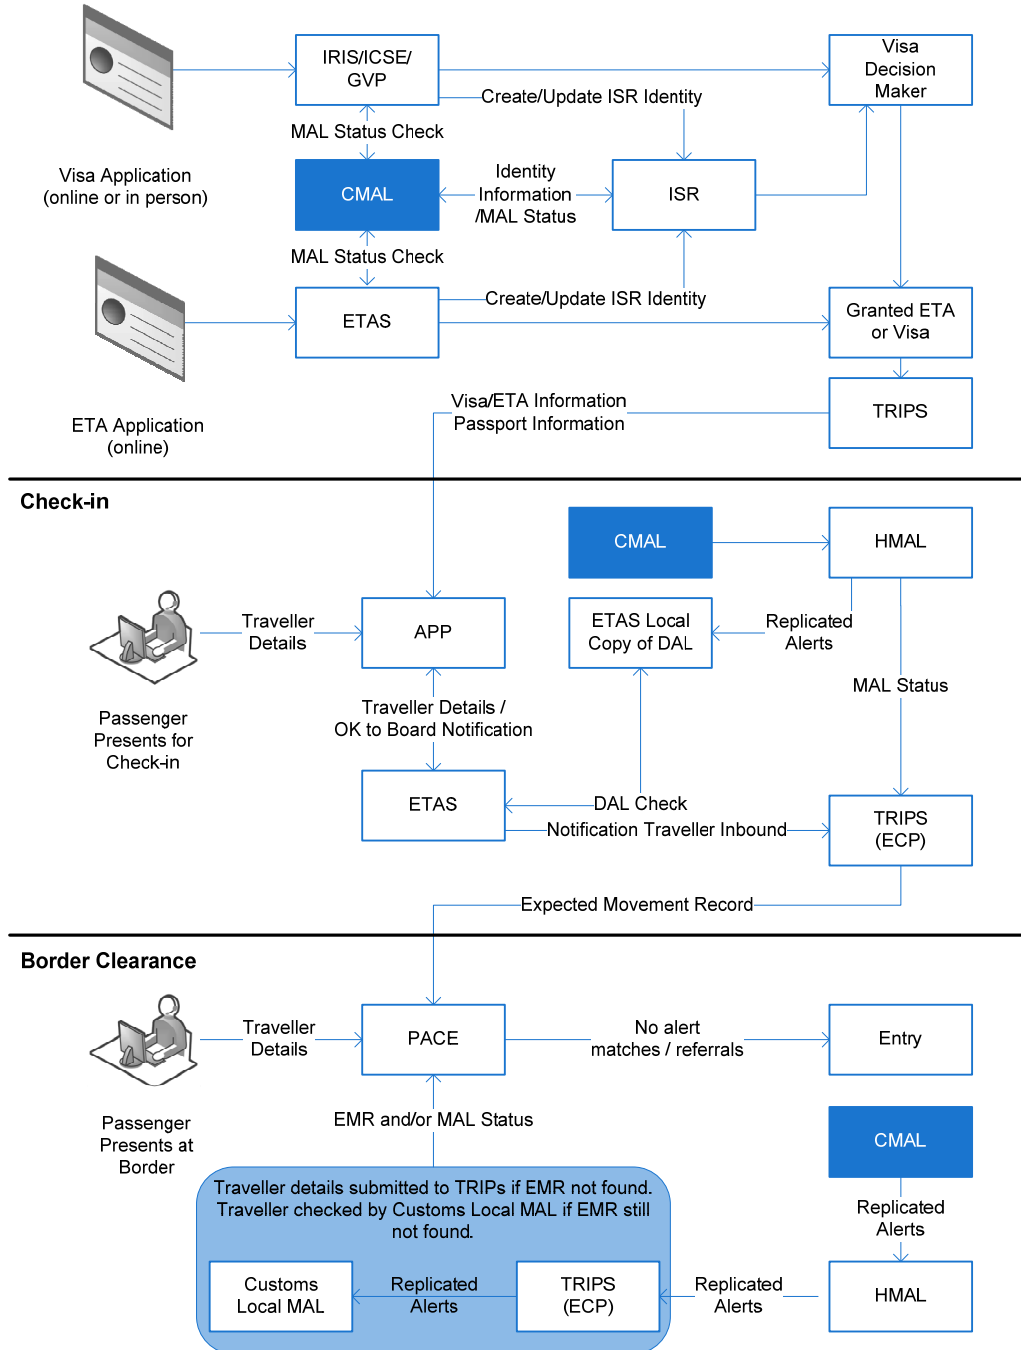 IRIS/ICSE/
GVP
Visa
Decision
Maker
Create/Update ISR Identity
MAL Status Check
Visa Application
(online or in person)
CMAL
Identity
Information
/MAL Status
ISR
MAL Status Check
Create/Update ISR Identity
ETAS
Granted ETA
or Visa
ETA Application
(online)
Visa/ETA Information
Passport Information
TRIPS
Check-in
CMAL
HMAL
Traveller
Details
APP
ETAS Local
Copy of DAL
Replicated
Alerts
MAL Status
Passenger
Presents for
Check-in
Traveller Details /
OK to Board Notification
ETAS
DAL Check
Notification Traveller Inbound
TRIPS
(ECP)
Expected Movement Record
Border Clearance
Traveller
Details
PACE
No alert
matches / referrals
Entry
Passenger
Presents at
Border
EMR and/or MAL Status
CMAL
Traveller details submitted to TRIPs if EMR not found.
Traveller checked by Customs Local MAL if EMR still
not found.
Replicated
Alerts
Customs
Local MAL
Replicated
Alerts
TRIPS
(ECP)
Replicated
Alerts
HMAL